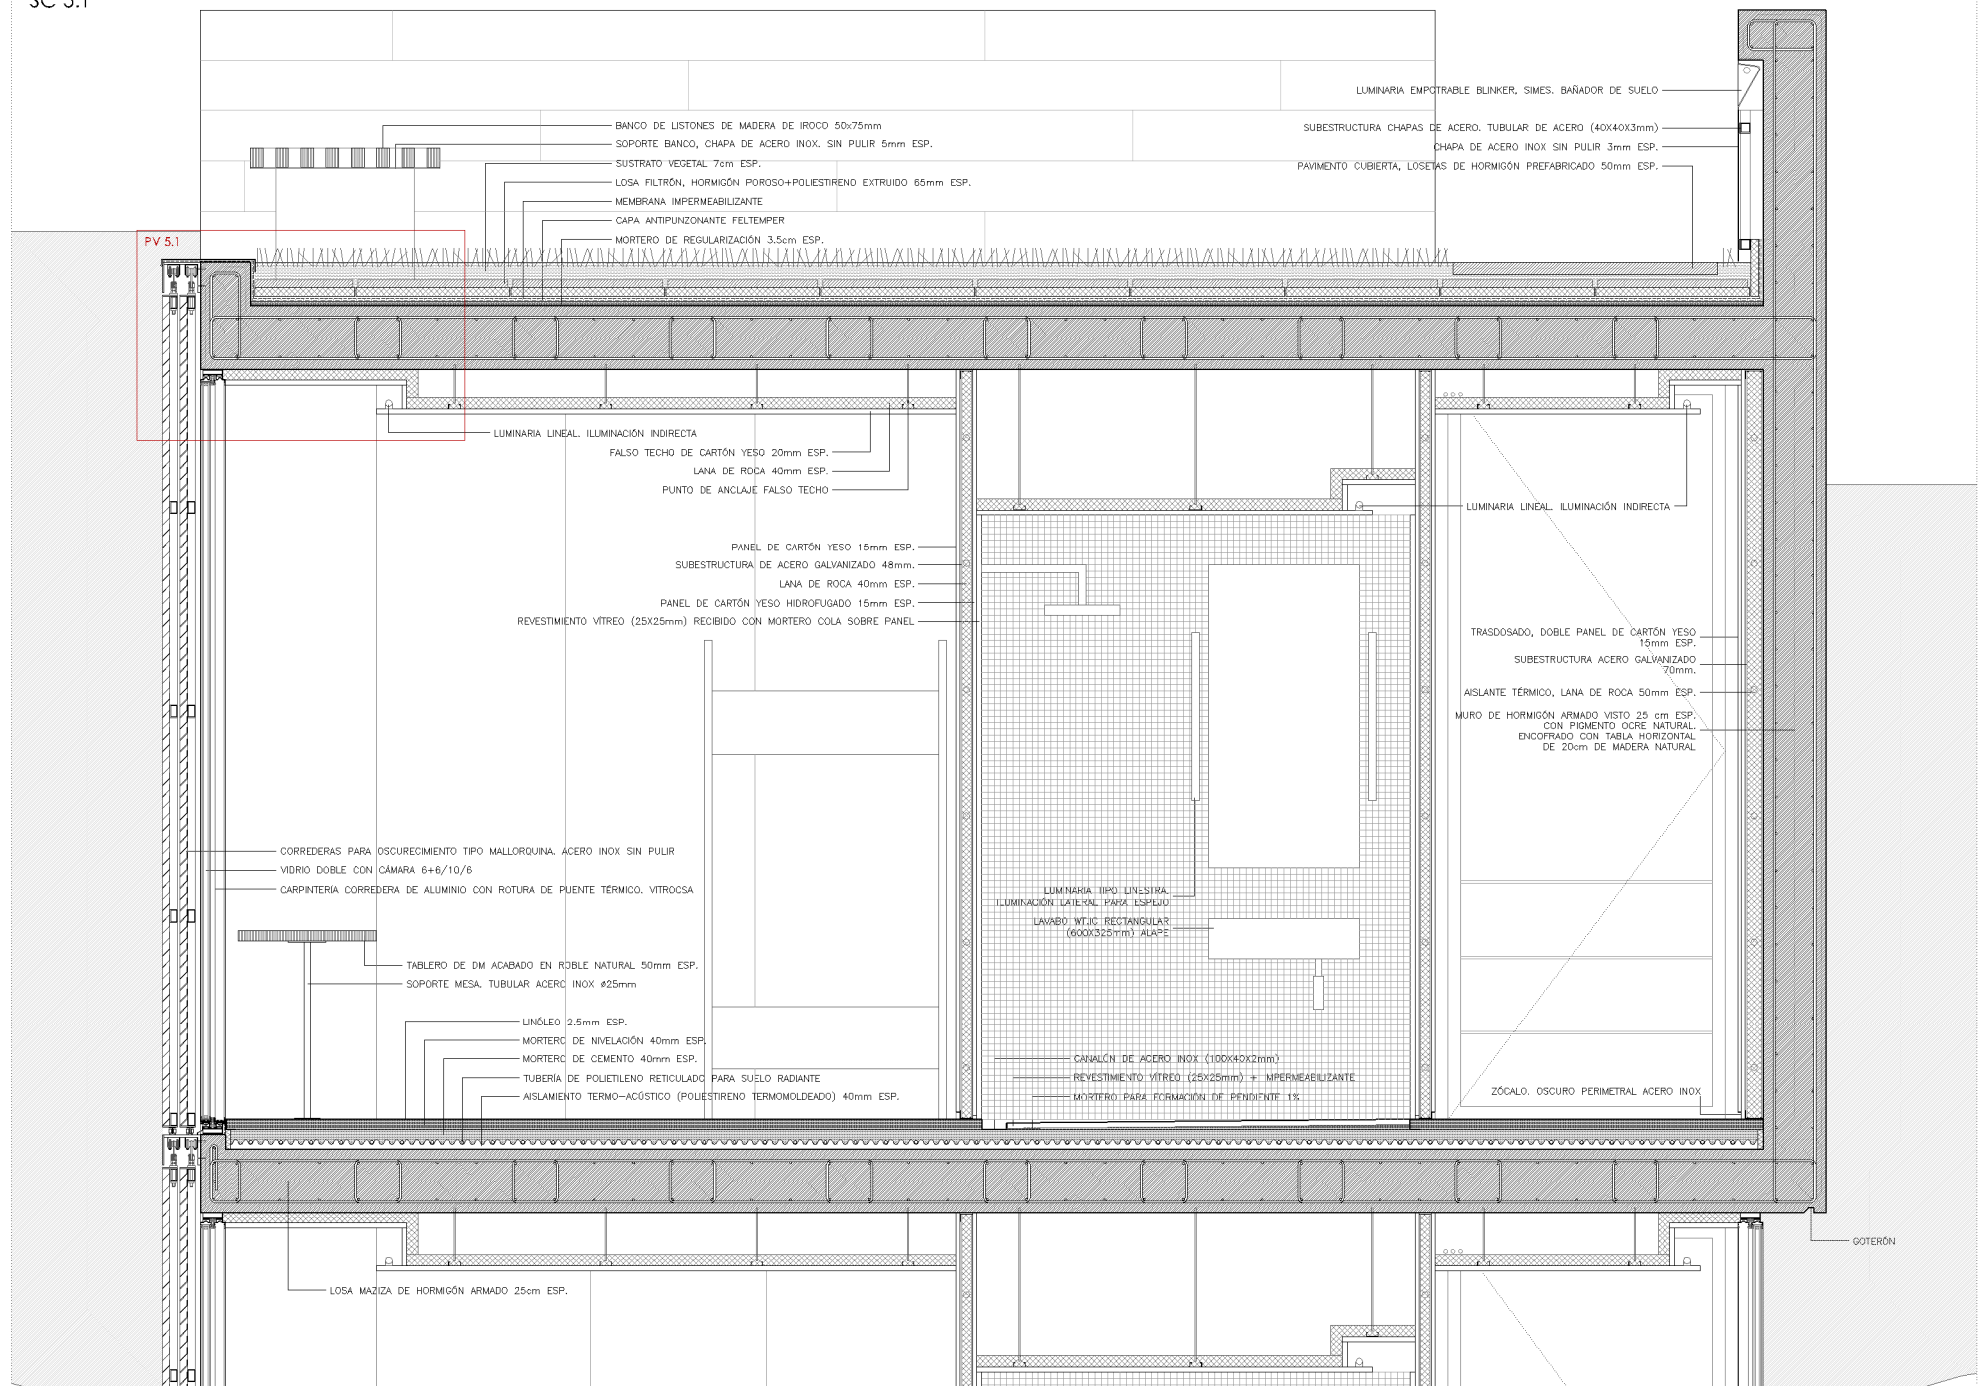 SC 5.1
LUMINARIA EMPOTRABLE BLINKER, SIMES. BAÑADOR DE SUELO
BANCO DE LISTONES DE MADERA DE IROCO 50x75mm
SUBESTRUCTURA CHAPAS DE ACERO. TUBULAR DE ACERO (40X40X3mm)
SOPORTE BANCO, CHAPA DE ACERO INOX. SIN PULIR 5mm ESP.
CHAPA DE ACERO INOX SIN PULIR 3mm ESP.
SUSTRATO VEGETAL 7cm ESP.
PAVIMENTO CUBIERTA, LOSETAS DE HORMIGÓN PREFABRICADO 50mm ESP.
LOSA FILTRÓN, HORMIGÓN POROSO+POLIESTIRENO EXTRUIDO 65mm ESP.
MEMBRANA IMPERMEABILIZANTE
CAPA ANTIPUNZONANTE FELTEMPER
MORTERO DE REGULARIZACIÓN 3.5cm ESP.
PV 5.1
LUMINARIA LINEAL. ILUMINACIÓN INDIRECTA
FALSO TECHO DE CARTÓN YESO 20mm ESP.
LANA DE ROCA 40mm ESP.
PUNTO DE ANCLAJE FALSO TECHO
LUMINARIA LINEAL. ILUMINACIÓN INDIRECTA
PANEL DE CARTÓN YESO 15mm ESP.
SUBESTRUCTURA DE ACERO GALVANIZADO 48mm.
LANA DE ROCA 40mm ESP.
PANEL DE CARTÓN YESO HIDROFUGADO 15mm ESP.
REVESTIMIENTO VÍTREO (25X25mm) RECIBIDO CON MORTERO COLA SOBRE PANEL
TRASDOSADO, DOBLE PANEL DE CARTÓN YESO
15mm ESP.
SUBESTRUCTURA ACERO GALVANIZADO
70mm.
AISLANTE TÉRMICO, LANA DE ROCA 50mm ESP.
MURO DE HORMIGÓN ARMADO VISTO 25 cm ESP.
CON PIGMENTO OCRE NATURAL.
ENCOFRADO CON TABLA HORIZONTAL
DE 20cm DE MADERA NATURAL
CORREDERAS PARA OSCURECIMIENTO TIPO MALLORQUINA. ACERO INOX SIN PULIR
VIDRIO DOBLE CON CÁMARA 6+6/10/6
CARPINTERÍA CORREDERA DE ALUMINIO CON ROTURA DE PUENTE TÉRMICO. VITROCSA
LUMINARIA TIPO LINESTRA.
ILUMINACIÓN LATERAL PARA ESPEJO
LAVABO WT.IC RECTANGULAR
(600X325mm) ALAPE
TABLERO DE DM ACABADO EN ROBLE NATURAL 50mm ESP.
SOPORTE MESA. TUBULAR ACERO INOX ø25mm
LINÓLEO 2.5mm ESP.
MORTERO DE NIVELACIÓN 40mm ESP.
MORTERO DE CEMENTO 40mm ESP.
TUBERÍA DE POLIETILENO RETICULADO PARA SUELO RADIANTE
AISLAMIENTO TERMO-ACÚSTICO (POLIESTIRENO TERMOMOLDEADO) 40mm ESP.
CANALÓN DE ACERO INOX (100X40X2mm)
REVESTIMIENTO VÍTREO (25X25mm) + IMPERMEABILIZANTE
MORTERO PARA FORMACIÓN DE PENDIENTE 1%
ZÓCALO. OSCURO PERIMETRAL ACERO INOX
GOTERÓN
LOSA MAZIZA DE HORMIGÓN ARMADO 25cm ESP.